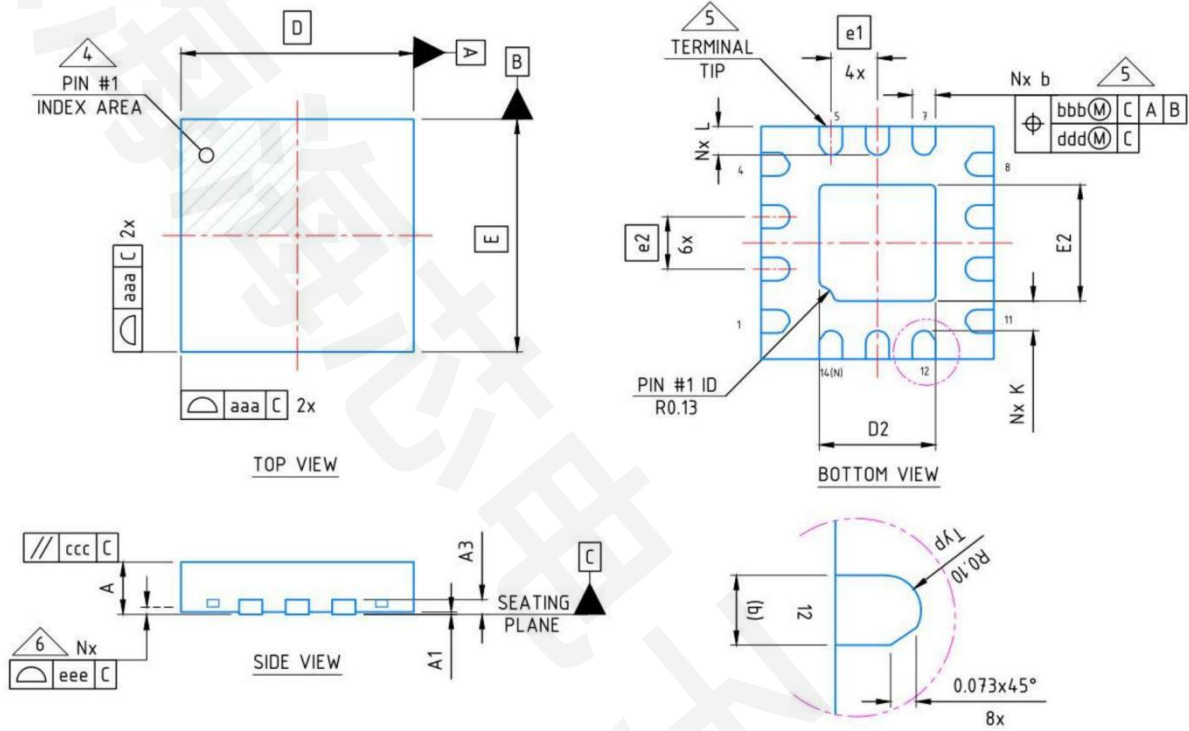 D
A
B
4
PIN #1
INDEX AREA
E
aaa C 2x
aaa C 2x
TOP VIEW
5
TERMINAL
TIP
e1
4x
Nx b
5
bbbⓂ C A B
dddⓂ C
Nx L
5
7
4
8
e2
6x
E2
1
11
14(N)
12
PIN #1 ID
R0.13
D2
Nx K
BOTTOM VIEW
// ccc C
A
A3
C
SEATING
PLANE
6 Nx
eee C
A1
SIDE VIEW
R0.10
Typ
(b)
12
0.073x45°
8x